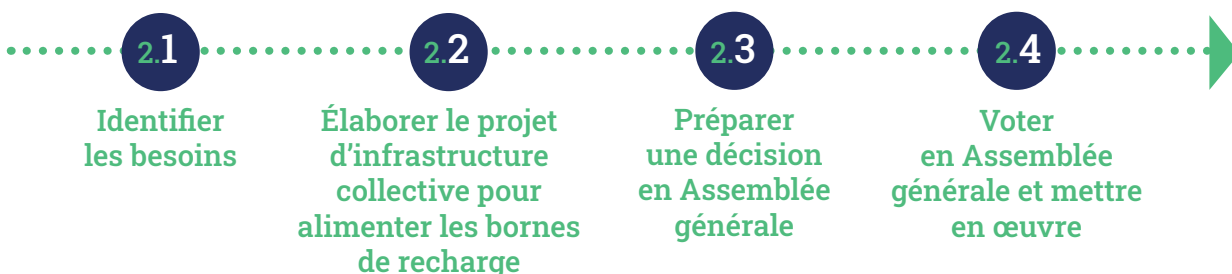 2.1
Identifier
les besoins
2.2
Élaborer le projet
d'infrastructure
collective pour
alimenter les bornes
de recharge
2.3
Préparer
une décision
en Assemblée
générale
2.4
Voter
en Assemblée
générale et mettre
en œuvre